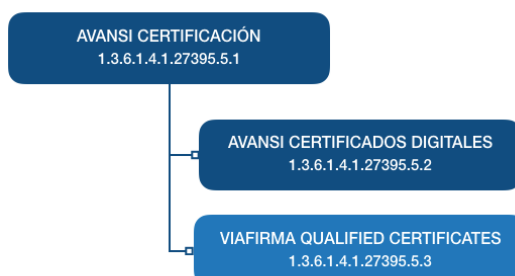 AVANSI CERTIFICACIÓN
1.3.6.1.4.1.27395.5.1
AVANSI CERTIFICADOS DIGITALES
1.3.6.1.4.1.27395.5.2
VIAFIRMA QUALIFIED CERTIFICATES
1.3.6.1.4.1.27395.5.3